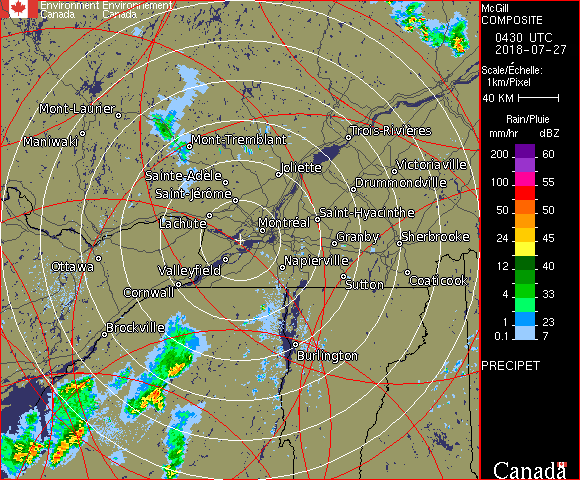 Environment Environnement
Canada Canada
McGill
COMPOSITE
0430 UTC
2018-07-27
Scale/Échelle:
1km/Pixel
40 KM
Rain/Pluie
mm/hr dBZ
200 60
100 55
50 50
24 45
12 40
4 33
1 23
0.1 7
PRECIPET
Canada
Mont-Laurier
Maniwaki
Mont-Tremblant
Trois-Rivières
Sainte-Adèle
Joliette
Victoriaville
Saint-Jérôme
Drummondville
Lachute
Montréal
Saint-Hyacinthe
Granby
Sherbrooke
Ottawa
Valleyfield
Napierville
Cornwall
Sutton
Coaticook
Brockville
Burlington